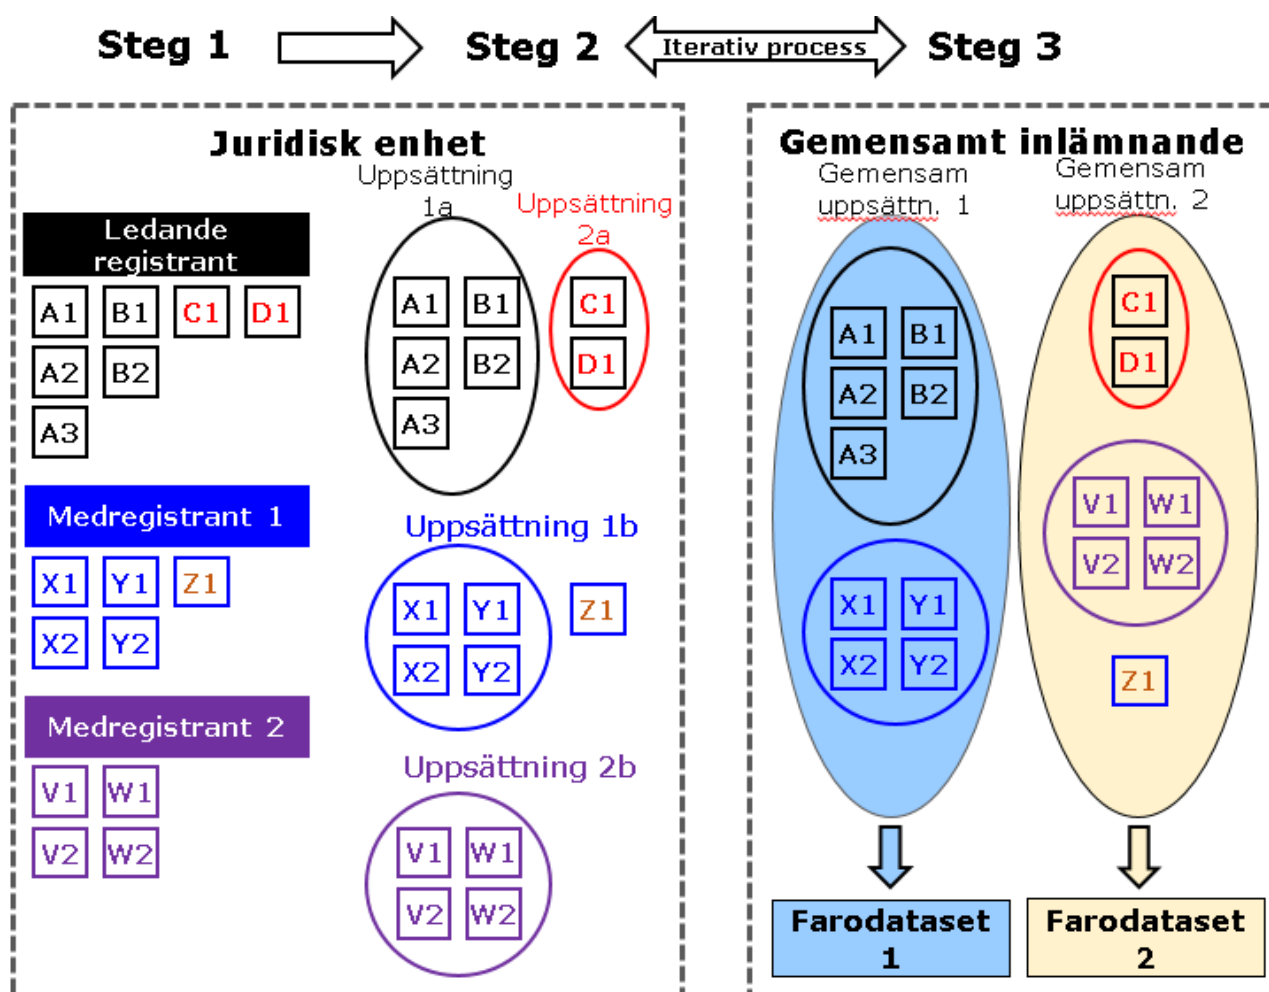 Steg 1
Steg 2
Iterativ process
Steg 3
Juridisk enhet
Uppsättning
1a
Uppsättning
2a
Ledande
registrant
A1 B1 C1 D1
A2 B2
A3
A1 B1
A2 B2
A3
C1
D1
Medregistrant 1
X1 Y1 Z1
X2 Y2
Uppsättning 1b
X1 Y1
X2 Y2
Z1
Medregistrant 2
V1 W1
V2 W2
Uppsättning 2b
V1 W1
V2 W2
Gemensamt inlämnande
Gemensam
uppsättn. 1
Gemensam
uppsättn. 2
A1 B1
A2 B2
A3
X1 Y1
X2 Y2
C1
D1
V1 W1
V2 W2
Z1
Farodataset
1
Farodataset
2